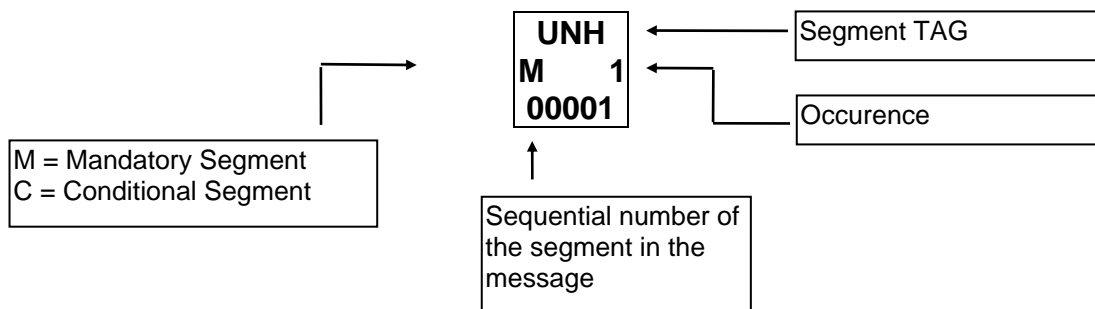 UNH
M 1
00001
Segment TAG
Occurence
M = Mandatory Segment
C = Conditional Segment
Sequential number of
the segment in the
message